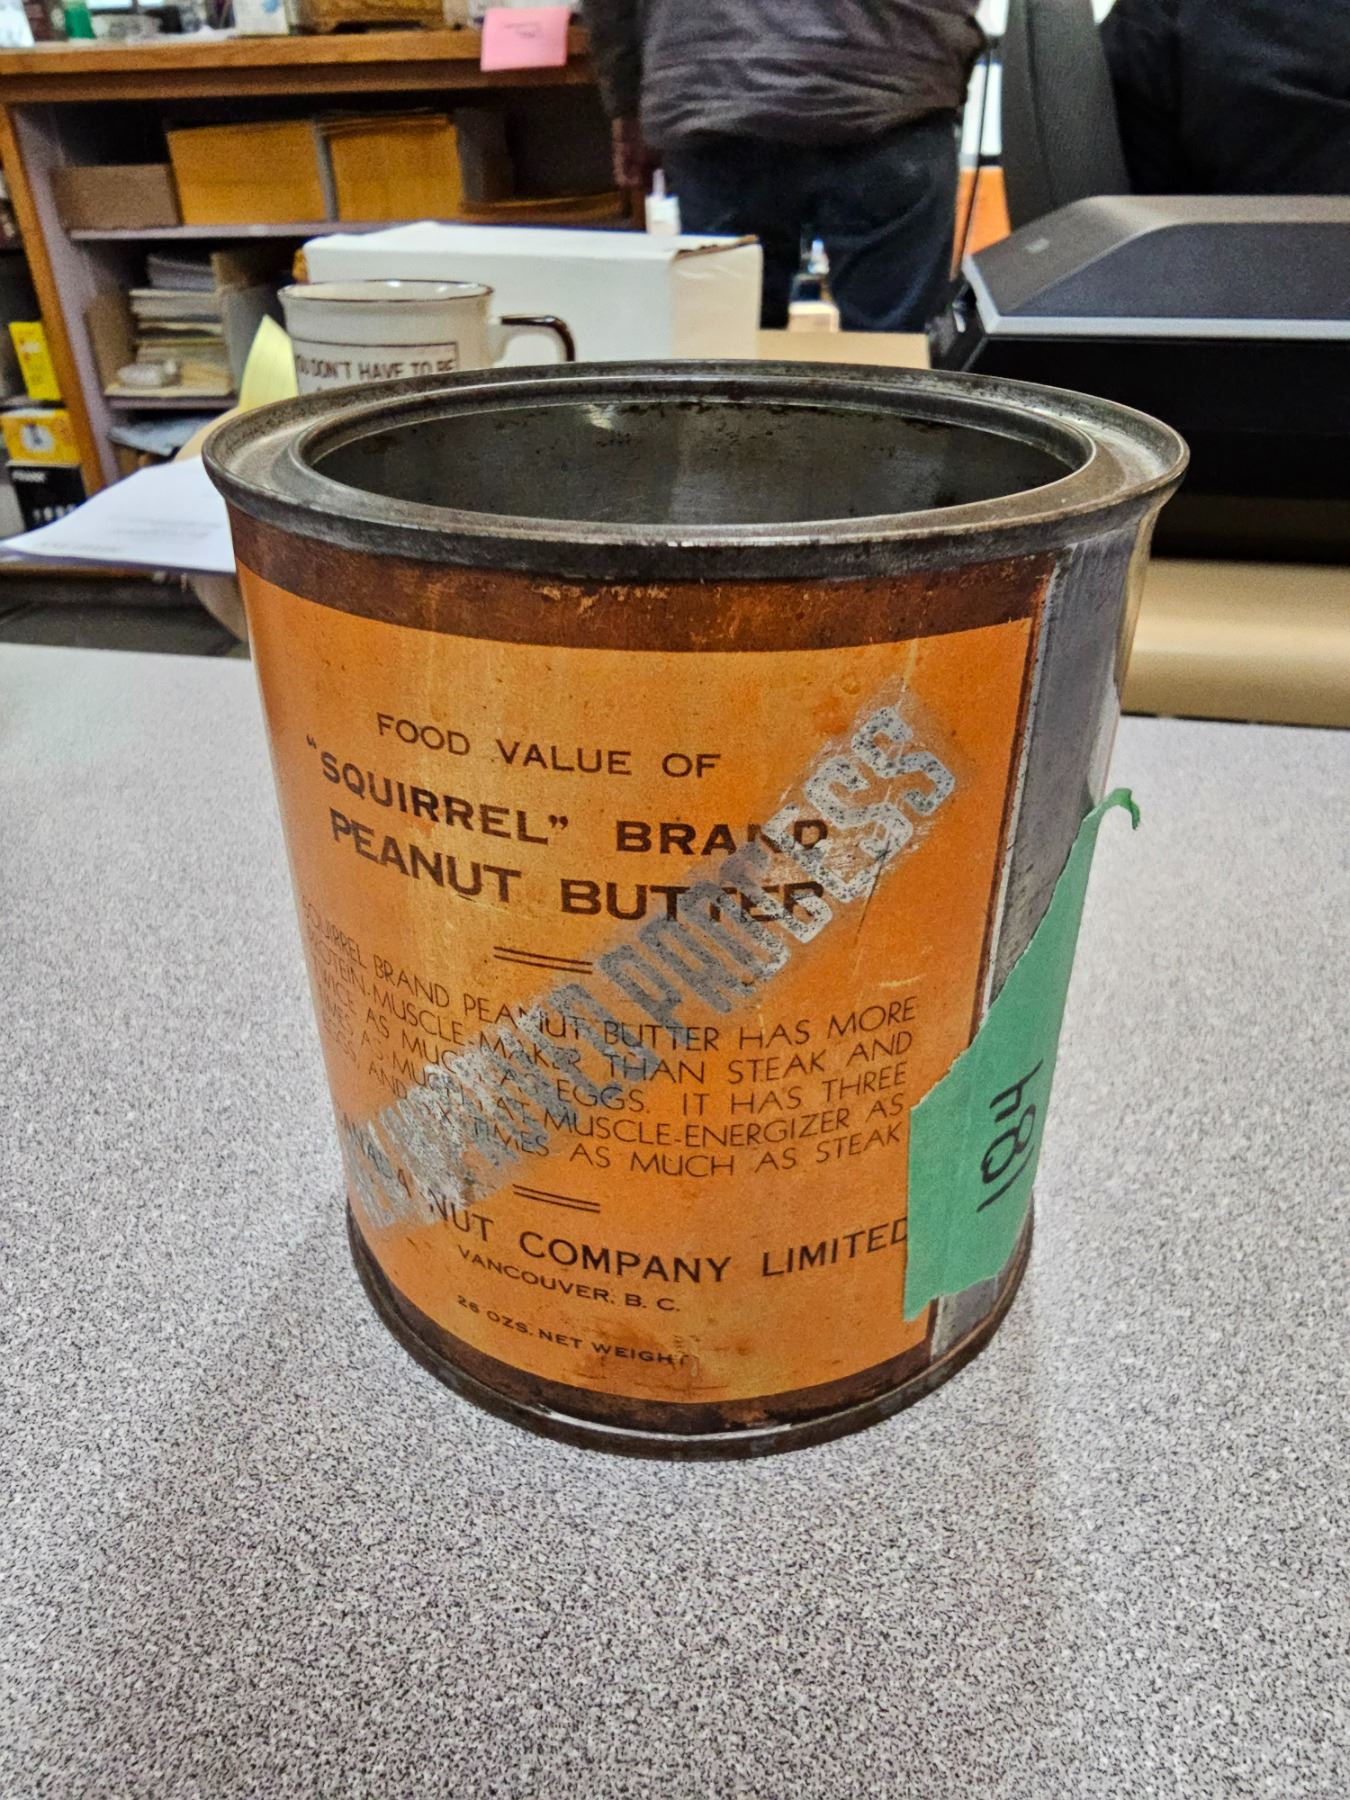 YOU DON'T HAVE TO BE
FOOD VALUE OF
"SQUIRREL" BRAND
PEANUT BUTTER
SQUIRREL BRAND PEANUT BUTTER HAS MORE
PROTEIN-MUSCLE-MAKER THAN STEAK AND
TWICE AS MUCH AS EGGS. IT HAS THREE
TIMES AS MUCH FAT MUSCLE-ENERGIZER AS
EGGS AND SIX TIMES AS MUCH AS STEAK
NUT COMPANY LIMITED
VANCOUVER, B. C.
26 OZS. NET WEIGHT
PROCESS
184